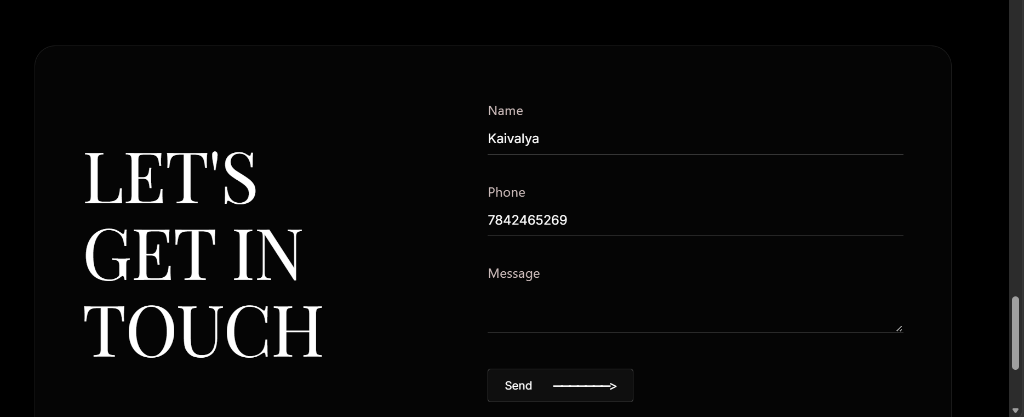 LET'S
GET IN
TOUCH
Name
Kaivalya
Phone
7842465269
Message
Send